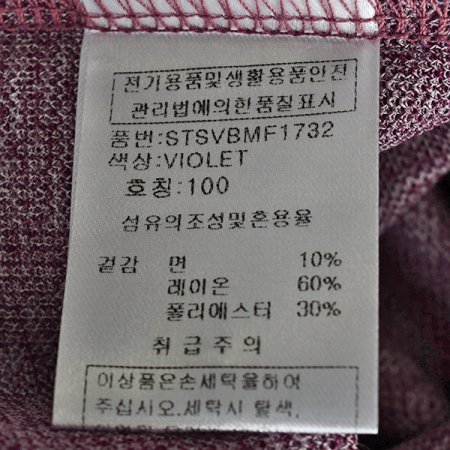 전기용품및생활용품안전
관리법에의한품질표시
품번:STSVBMF1732
색상:VIOLET
호칭:100
섬유의조성및혼용율
겉감 면 10%
레이온 60%
폴리에스터 30%
취급주의
이상품은손세탁을하여
주십시오.세탁시 탈색,